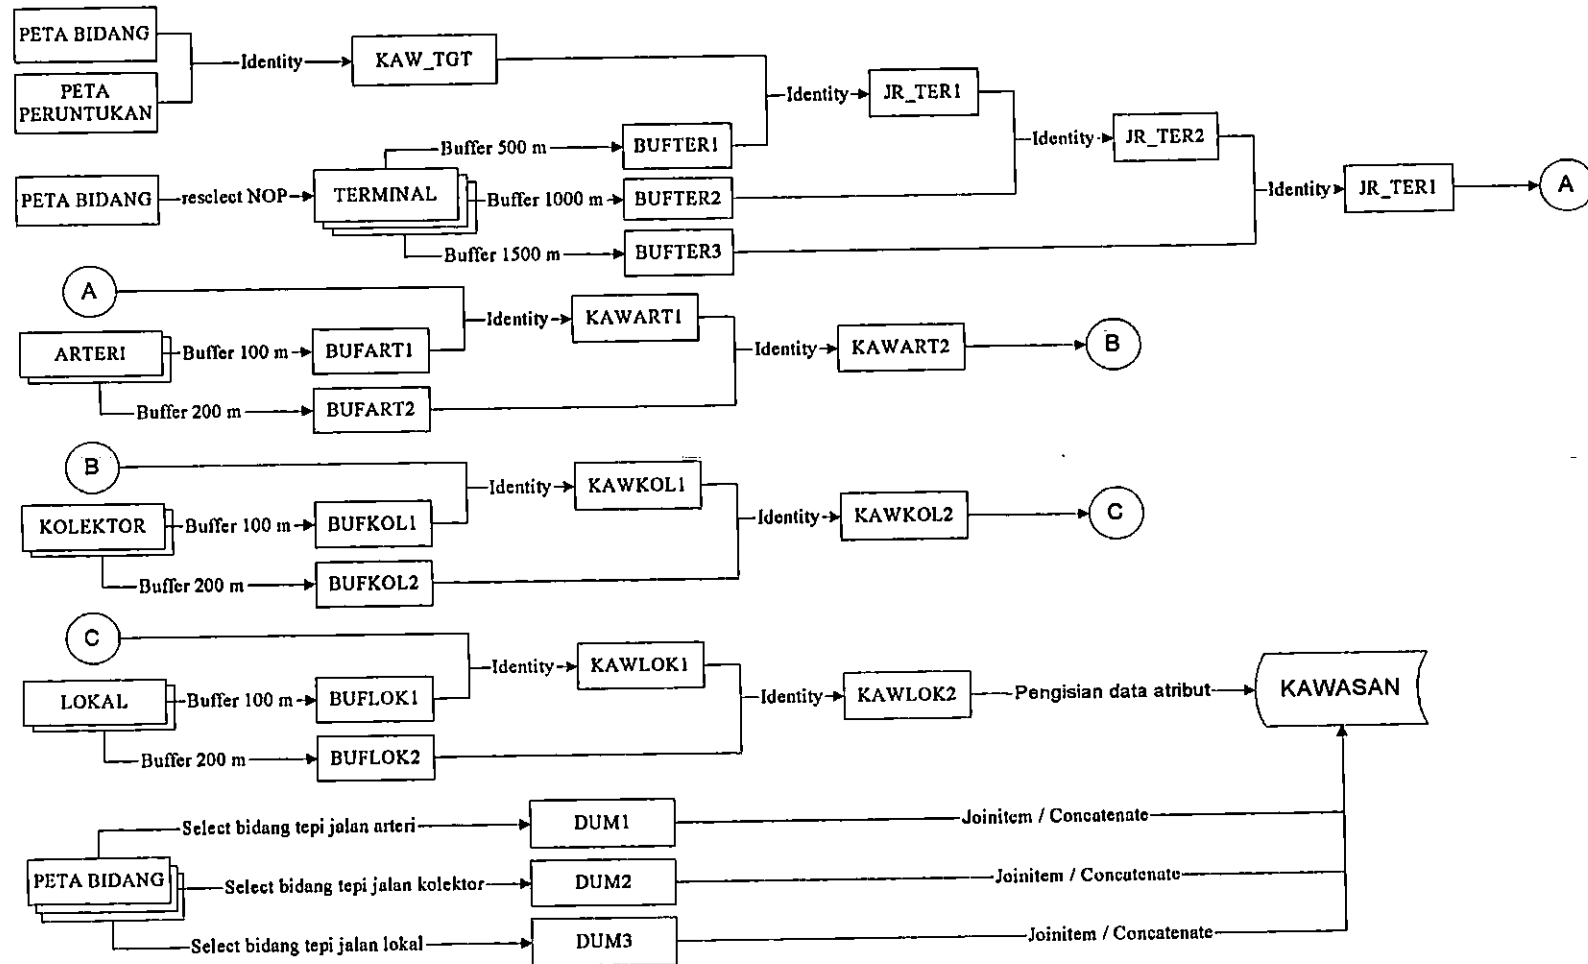 PETA BIDANG
Identity
KAW_TGT
PETA
PERUNTUKAN
Identity
JR_TER1
Buffer 500 m
BUFTER1
Identity
JR_TER2
PETA BIDANG
reselect NOP
TERMINAL
Buffer 1000 m
BUFTER2
Identity
JR_TER1
A
Buffer 1500 m
BUFTER3
A
Identity
KAWART1
ARTERI
Buffer 100 m
BUFART1
Identity
KAWART2
B
Buffer 200 m
BUFART2
B
Identity
KAWKOL1
KOLEKTOR
Buffer 100 m
BUFKOL1
Identity
KAWKOL2
C
Buffer 200 m
BUFKOL2
C
Identity
KAWLOK1
LOKAL
Buffer 100 m
BUFLOK1
Identity
KAWLOK2
Pengisian data atribut
KAWASAN
Buffer 200 m
BUFLOK2
Select bidang tepi jalan arteri
DUM1
Joinitem / Concatenate
PETA BIDANG
Select bidang tepi jalan kolektor
DUM2
Joinitem / Concatenate
Select bidang tepi jalan lokal
DUM3
Joinitem / Concatenate